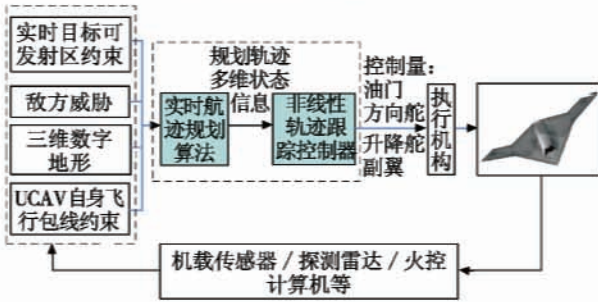 实时目标可
发射区约束
敌方威胁
三维数字
地形
UCAV自身飞
行包线约束
规划轨迹
多维状态
信息
实时航
迹规划
算法
非线性
轨迹跟
踪控制器
控制量：
油门
方向舵
升降舵
副翼
执行机构
机载传感器/探测雷达/火控
计算机等